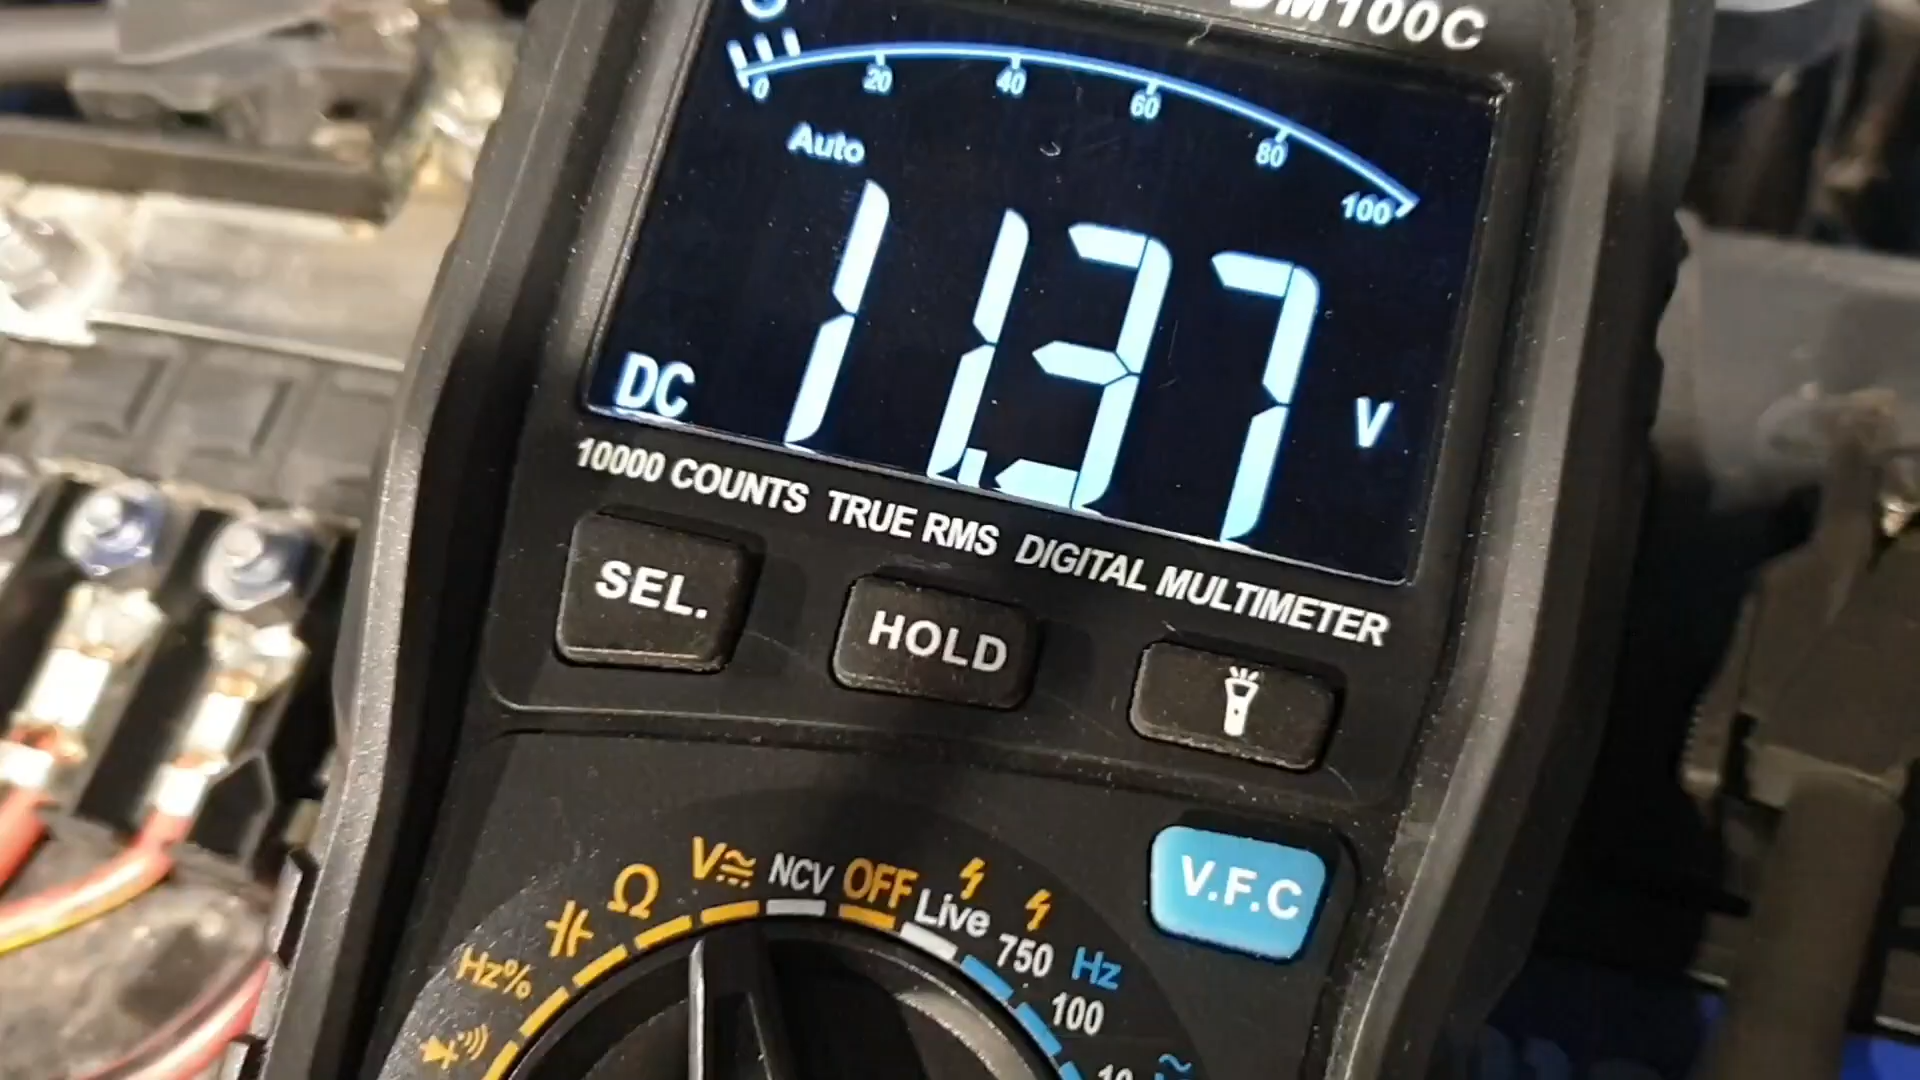 DM100C
0 20 40 60 80 100
Auto
DC 11.37 V
10000 COUNTS TRUE RMS DIGITAL MULTIMETER
SEL. HOLD
V.F.C
Hz% Ω V NCV OFF Live 750 Hz
100
10